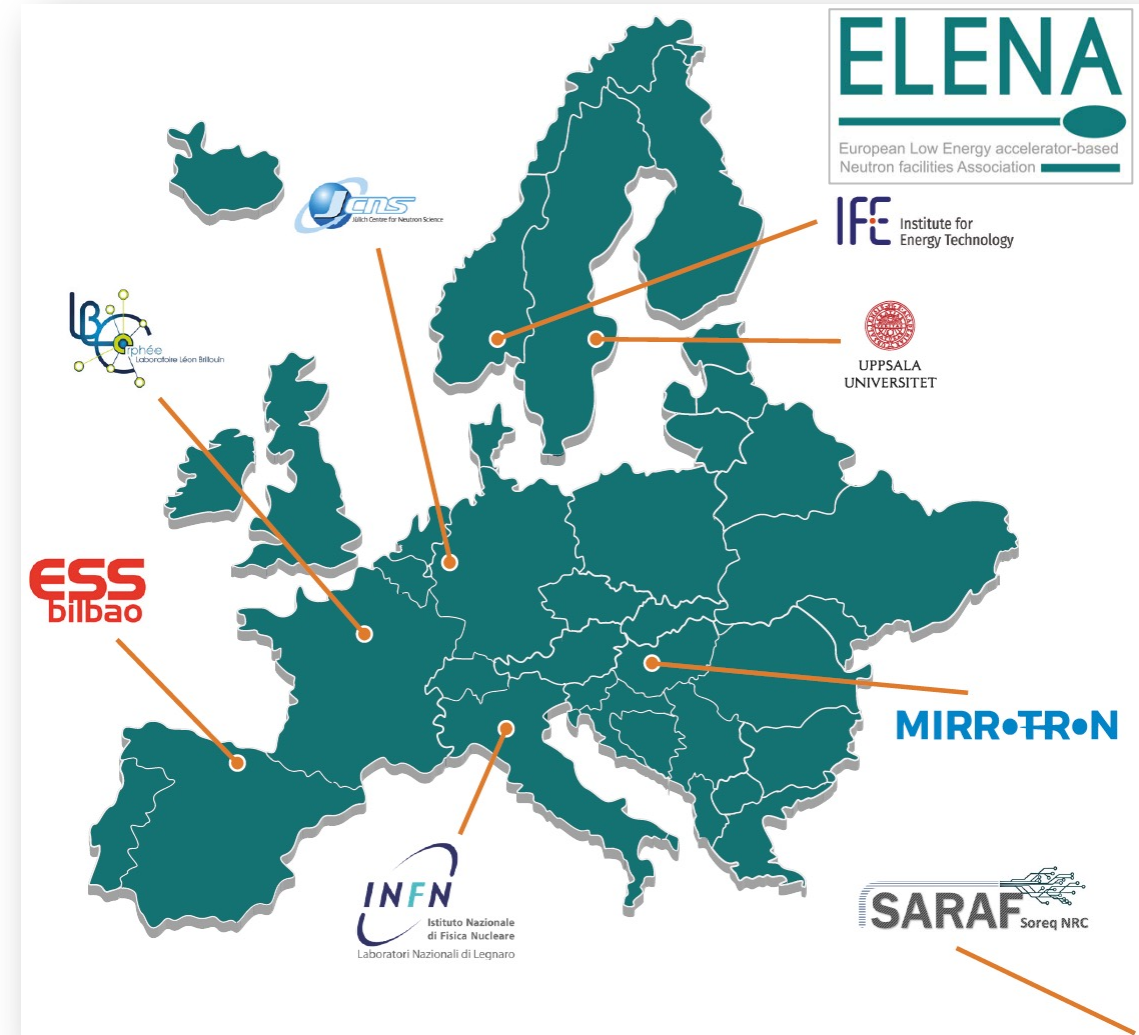 ELENA
European Low Energy accelerator-based
Neutron facilities Association
JCNS
Jülich Centre for Neutron Science
IFE
Institute for
Energy Technology
LB
Orphée
Laboratoire Léon Brillouin
UPPSALA
UNIVERSITET
ESS
bilbao
MIRROTRON
INFN
Istituto Nazionale
di Fisica Nucleare
Laboratori Nazionali di Legnaro
SARAF
Soreq NRC